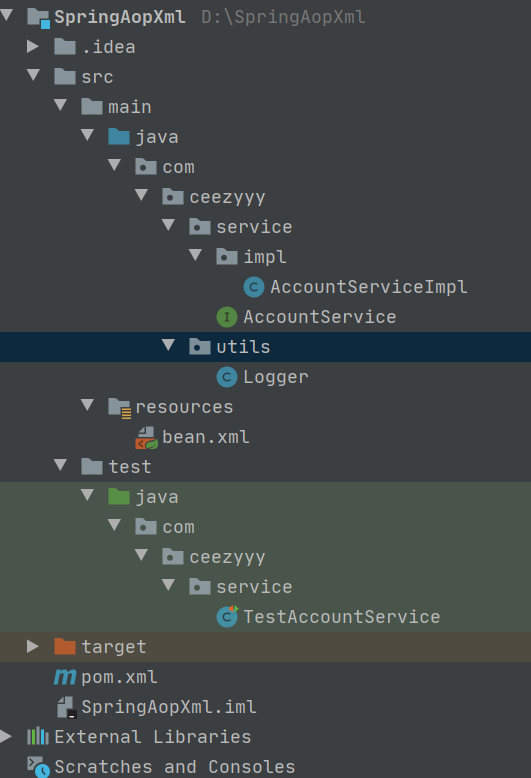 SpringAopXml D:\SpringAopXml
.idea
src
main
java
com
ceezyyy
service
impl
C AccountServiceImpl
I AccountService
utils
C Logger
resources
bean.xml
test
java
com
ceezyyy
service
C TestAccountService
target
m pom.xml
SpringAopXml.iml
External Libraries
Scratches and Consoles